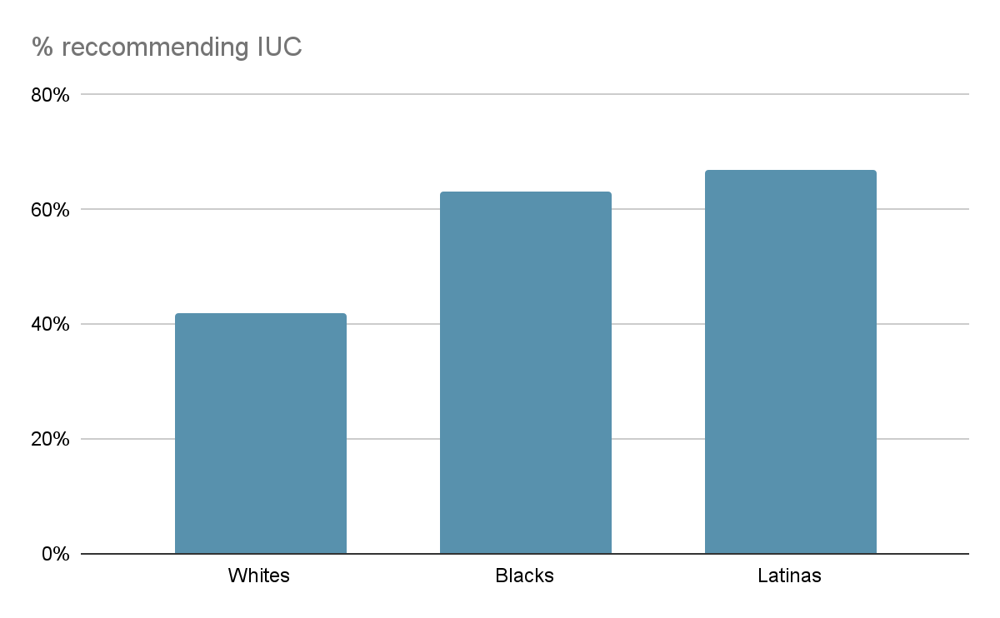 % reccommending IUC
80%
60%
40%
20%
0%
Whites Blacks Latinas